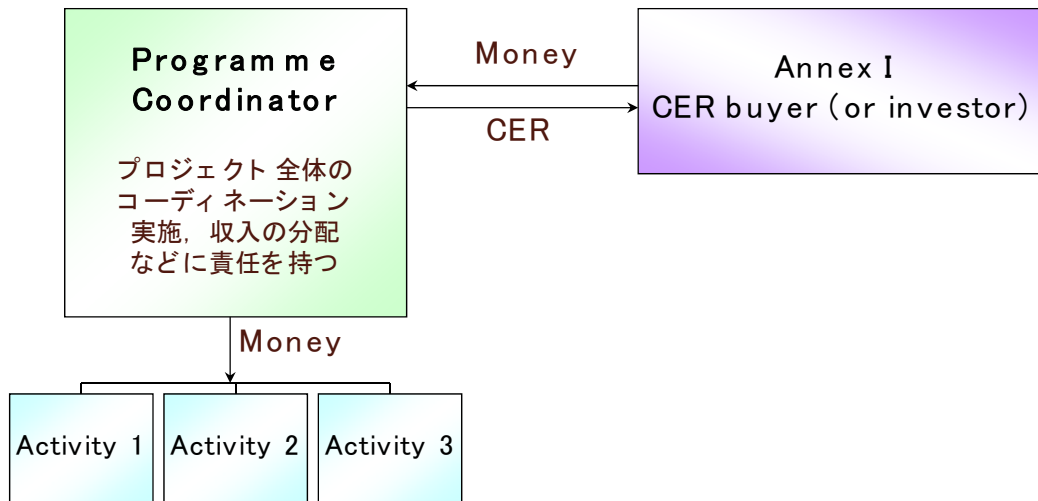 Programme
Coordinator
プロジェクト全体の
コーディネーション
実施，収入の分配
などに責任を持つ
Money
CER
Annex I
CER buyer (or investor)
Money
Activity 1
Activity 2
Activity 3